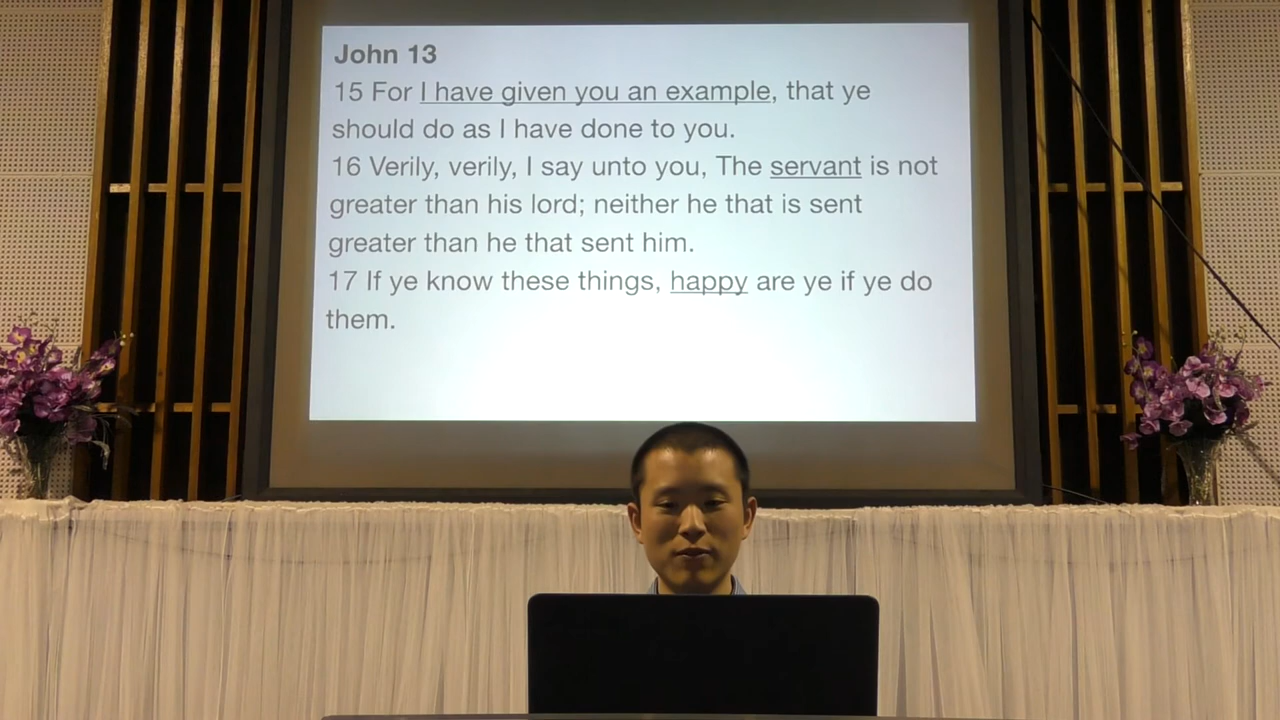 John 13
15 For I have given you an example, that ye
should do as I have done to you.
16 Verily, verily, I say unto you, The servant is not
greater than his lord; neither he that is sent
greater than he that sent him.
17 If ye know these things, happy are ye if ye do
them.